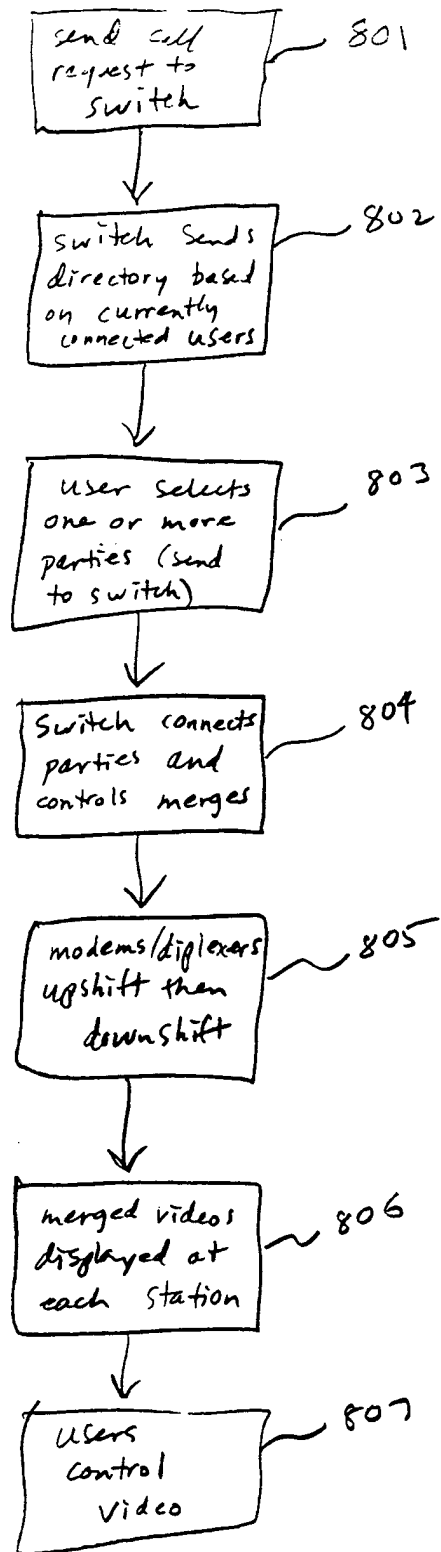 send call
request to
switch
801
switch sends
directory based
on currently
connected users
802
user selects
one or more
parties (send
to switch)
803
Switch connects
parties and
controls merges
804
modems/diplexers
upshift then
downshift
805
merged videos
displayed at
each station
806
users
control
video
807